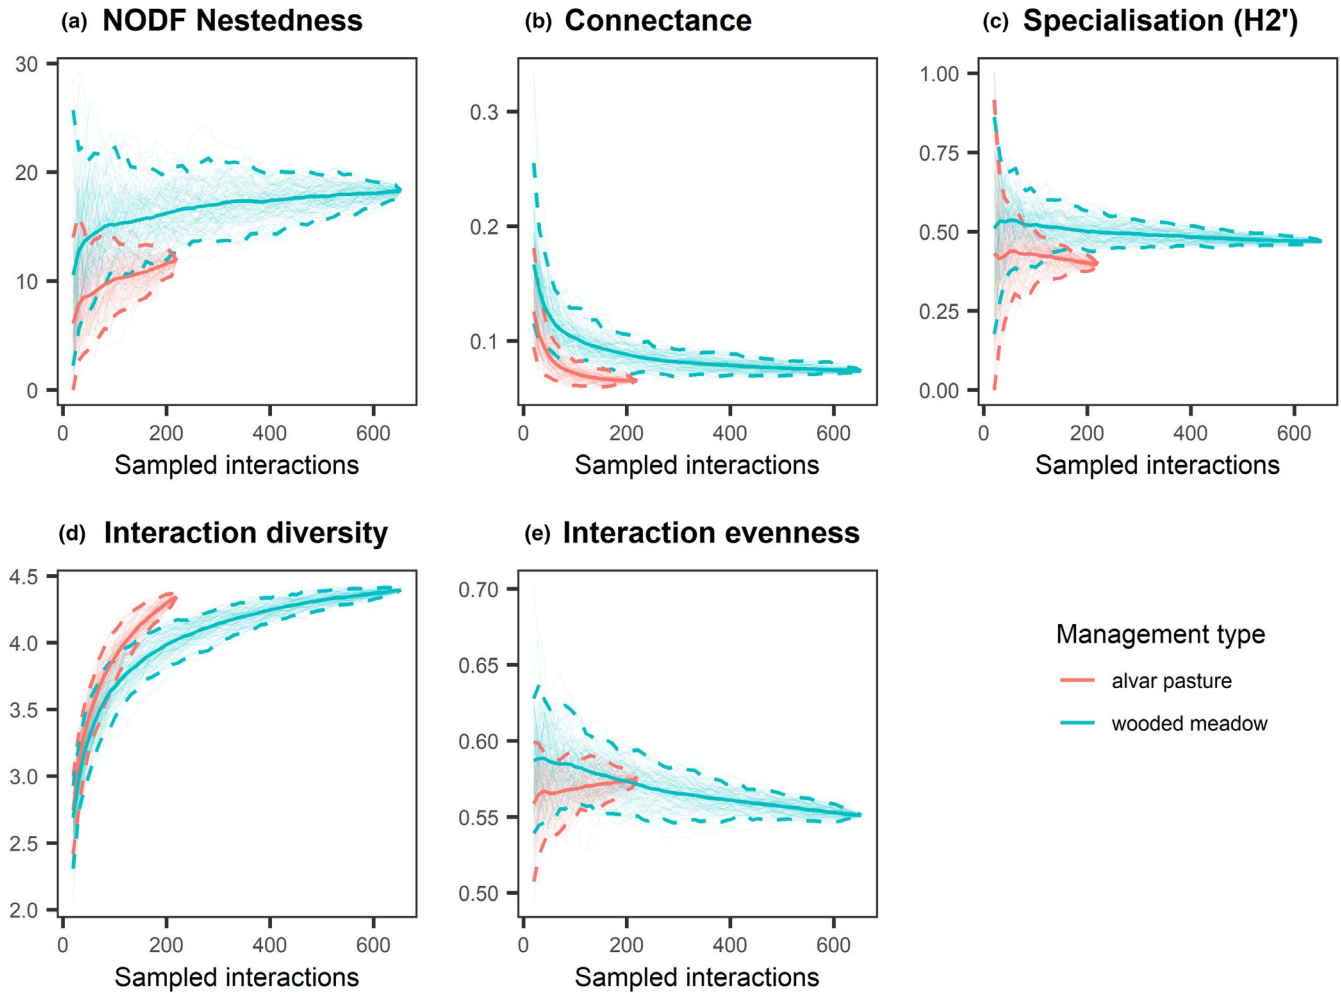 (a) NODF Nestedness
30
20
10
0
0 200 400 600
Sampled interactions
(b) Connectance
0.3
0.2
0.1
0 200 400 600
Sampled interactions
(c) Specialisation (H2')
1.00
0.75
0.50
0.25
0.00
0 200 400 600
Sampled interactions
(d) Interaction diversity
4.5
4.0
3.5
3.0
2.5
2.0
0 200 400 600
Sampled interactions
(e) Interaction evenness
0.70
0.65
0.60
0.55
0.50
0 200 400 600
Sampled interactions
Management type
alvar pasture
wooded meadow